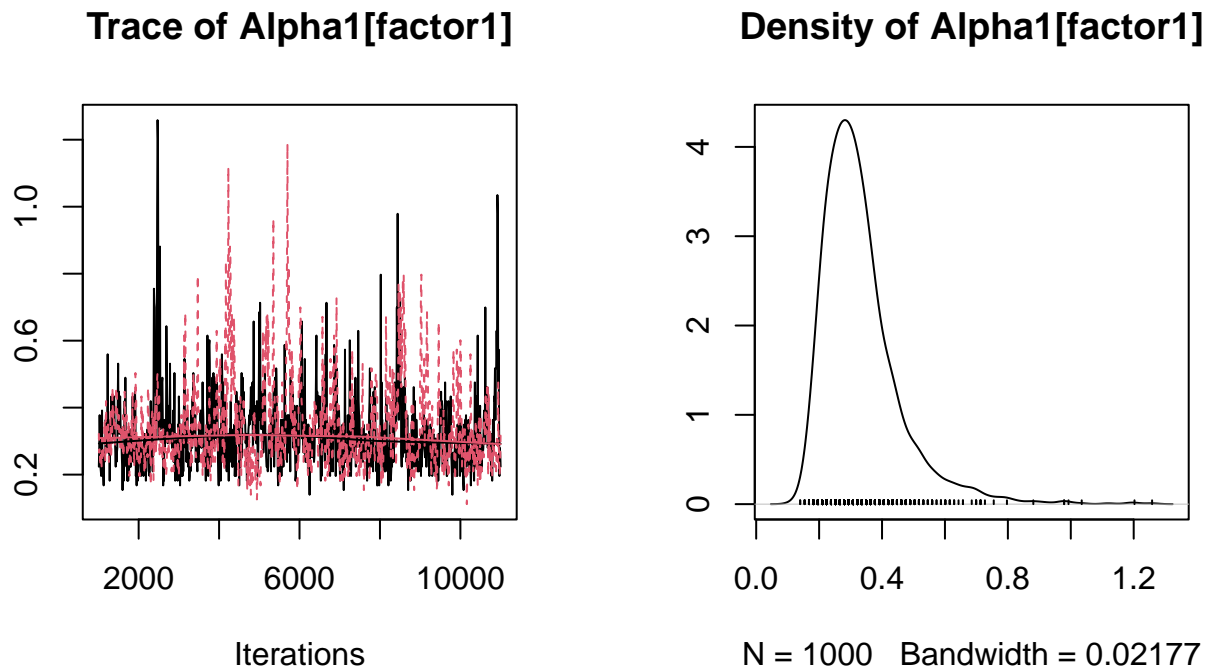 Trace of Alpha1[factor1]
0.2 0.6 1.0
2000 6000 10000
Iterations
Density of Alpha1[factor1]
0 1 2 3 4
0.0 0.4 0.8 1.2
N = 1000 Bandwidth = 0.02177